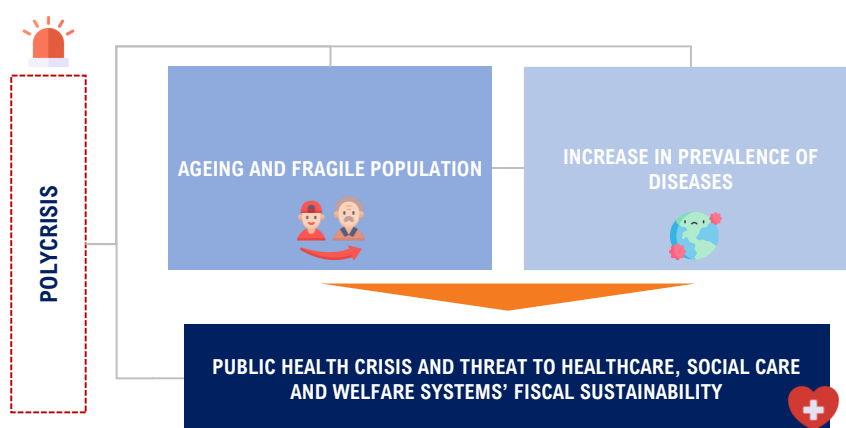 POLYCRISIS
AGEING AND FRAGILE POPULATION
INCREASE IN PREVALENCE OF
DISEASES
PUBLIC HEALTH CRISIS AND THREAT TO HEALTHCARE, SOCIAL CARE
AND WELFARE SYSTEMS’ FISCAL SUSTAINABILITY